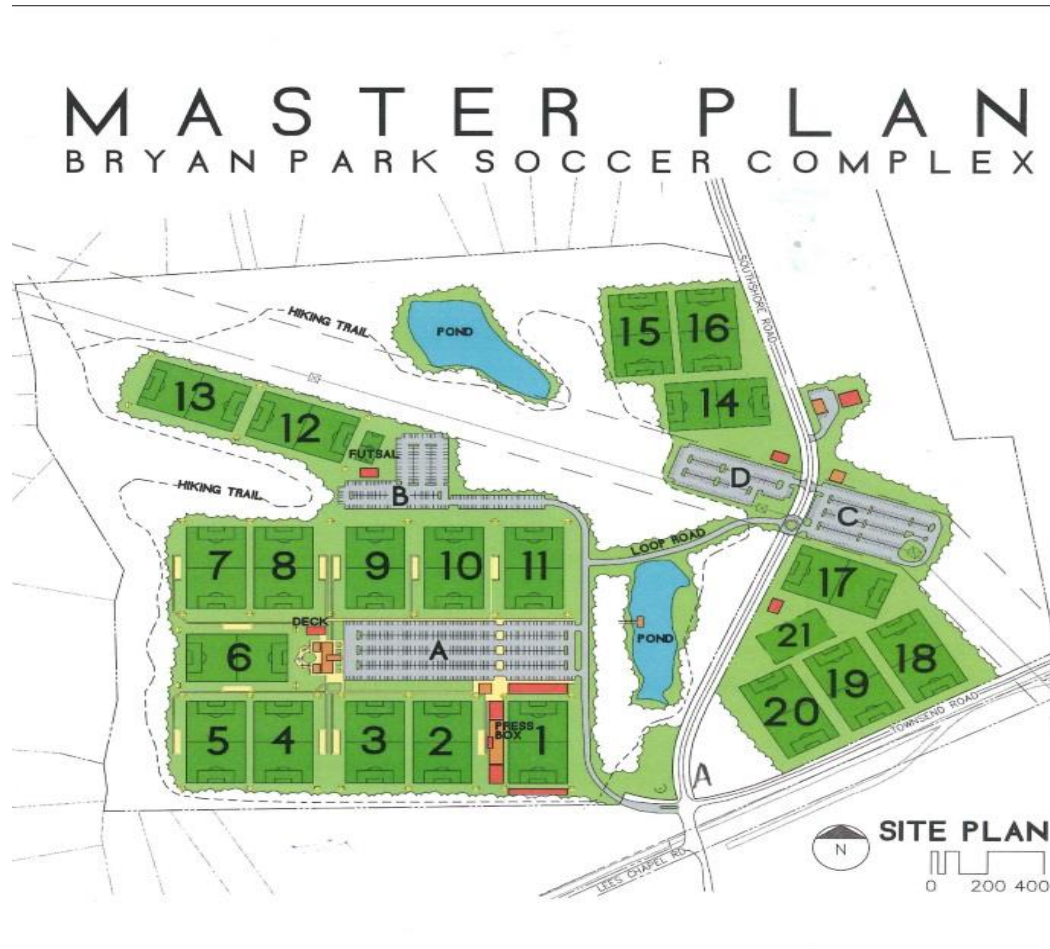 MASTER PLAN
BRYAN PARK SOCCER COMPLEX
SOUTHSHORE ROAD
HIKING TRAIL
POND
15
16
14
13
12
FUTSAL
B
HIKING TRAIL
D
C
LOOP ROAD
7
8
9
10
11
17
DECK
POND
21
6
A
18
19
20
TOWNSEND ROAD
5
4
3
2
PRESS
BOX
1
A
LEES CHAPEL RD
N
SITE PLAN
0 200 400